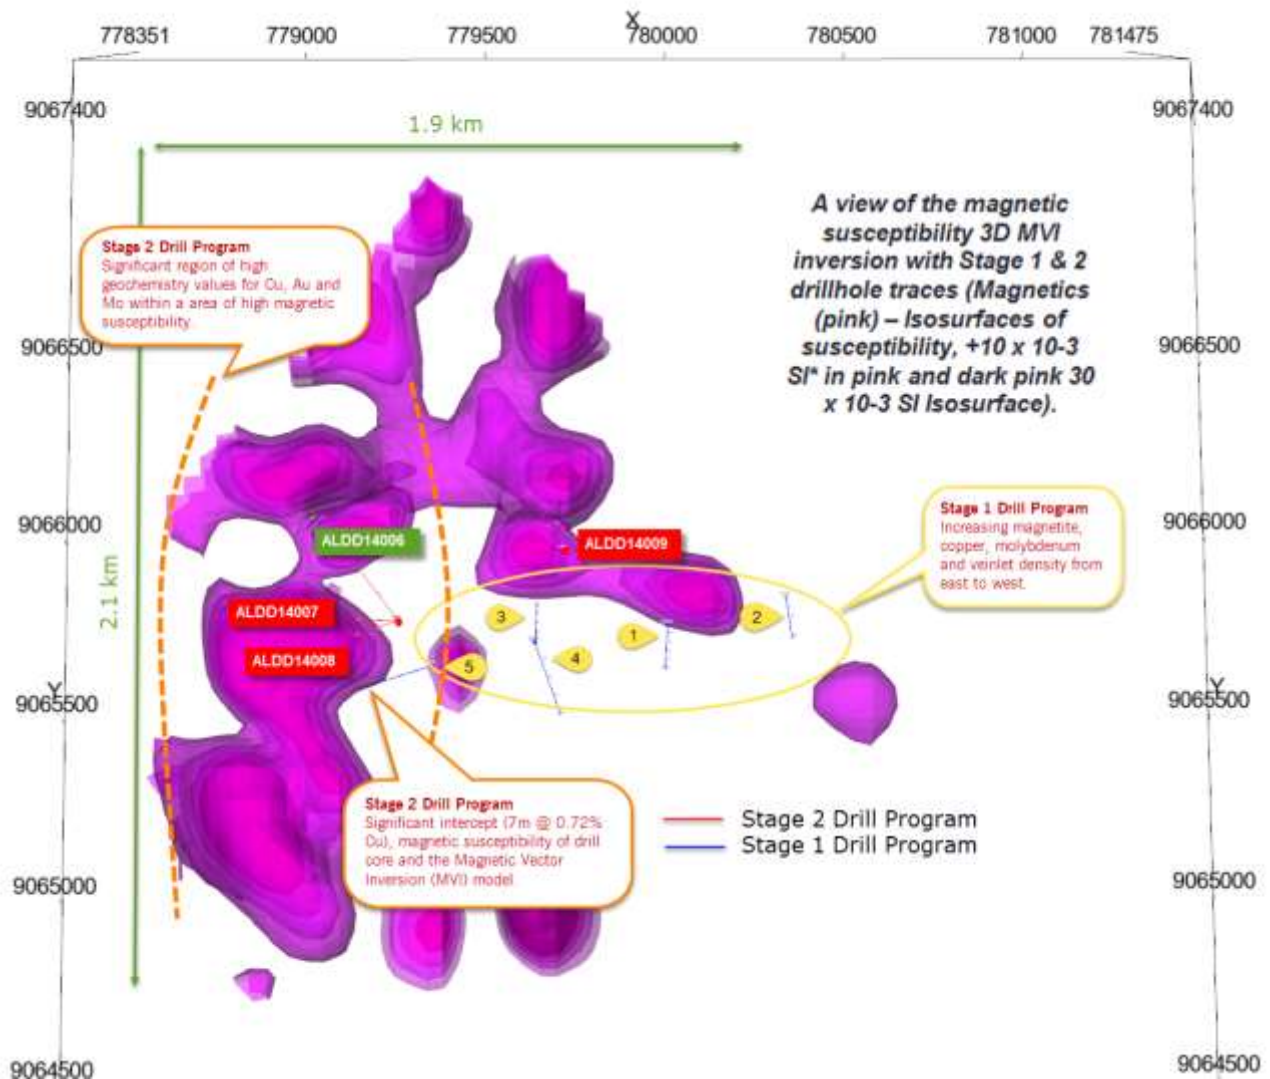 X
778351 779000 779500 780000 780500 781000 781475
9067400 9067400
1.9 km
A view of the magnetic
susceptibility 3D MVI
inversion with Stage 1 & 2
drillhole traces (Magnetics
(pink) – Isosurfaces of
susceptibility, +10 x 10-3
SI* in pink and dark pink 30
x 10-3 SI Isosurface).
Stage 2 Drill Program
Significant region of high
geochemistry values for Cu, Au and
Mo within a area of high magnetic
susceptibility.
9066500 9066500
Stage 1 Drill Program
Increasing magnetite,
copper, molybdenum
and veinlet density from
east to west.
9066000 9066000
ALDD14006
ALDD14009
2.1 km
ALDD14007
3 1 2
ALDD14008
5 4
Y Y
9065500 9065500
Stage 2 Drill Program
Significant intercept (7m @ 0.72%
Cu), magnetic susceptibility of drill
core and the Magnetic Vector
Inversion (MVI) model
Stage 2 Drill Program
Stage 1 Drill Program
9065000 9065000
9064500 9064500